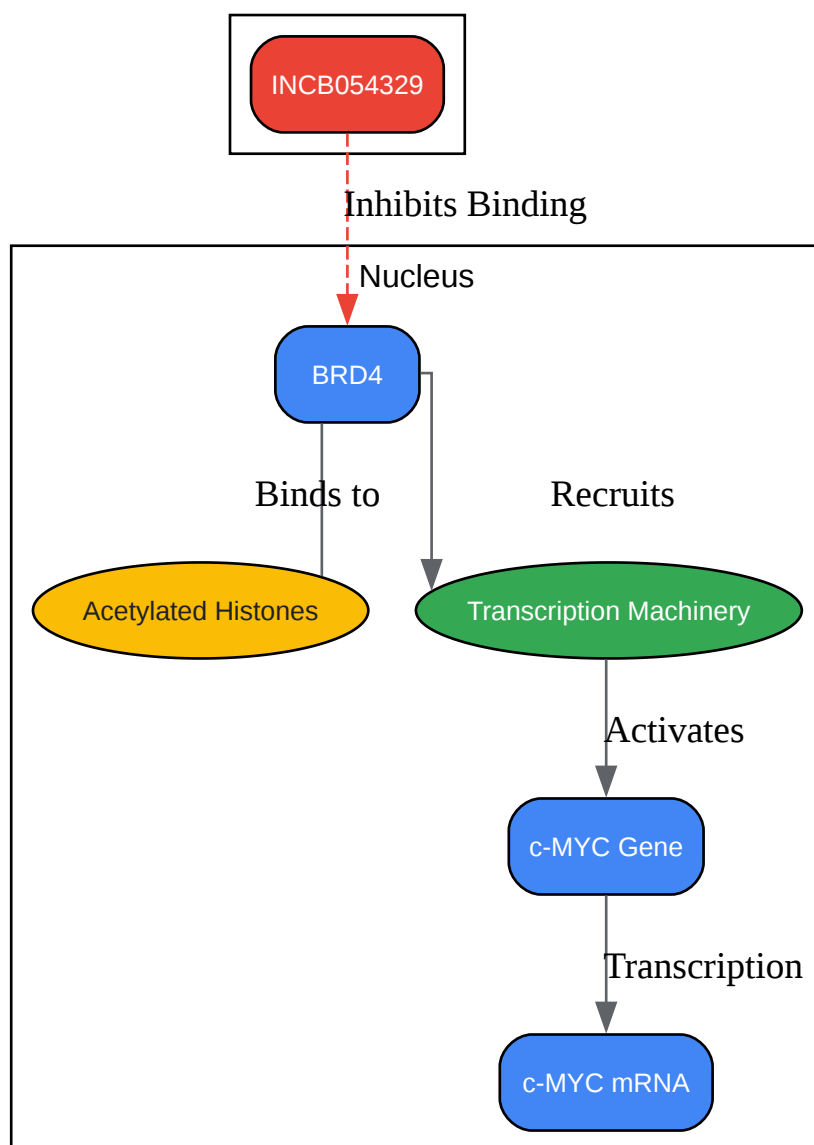 INCB054329
Inhibits Binding
Nucleus
BRD4
Binds to
Recruits
Acetylated Histones
Transcription Machinery
Activates
c-MYC Gene
Transcription
c-MYC mRNA